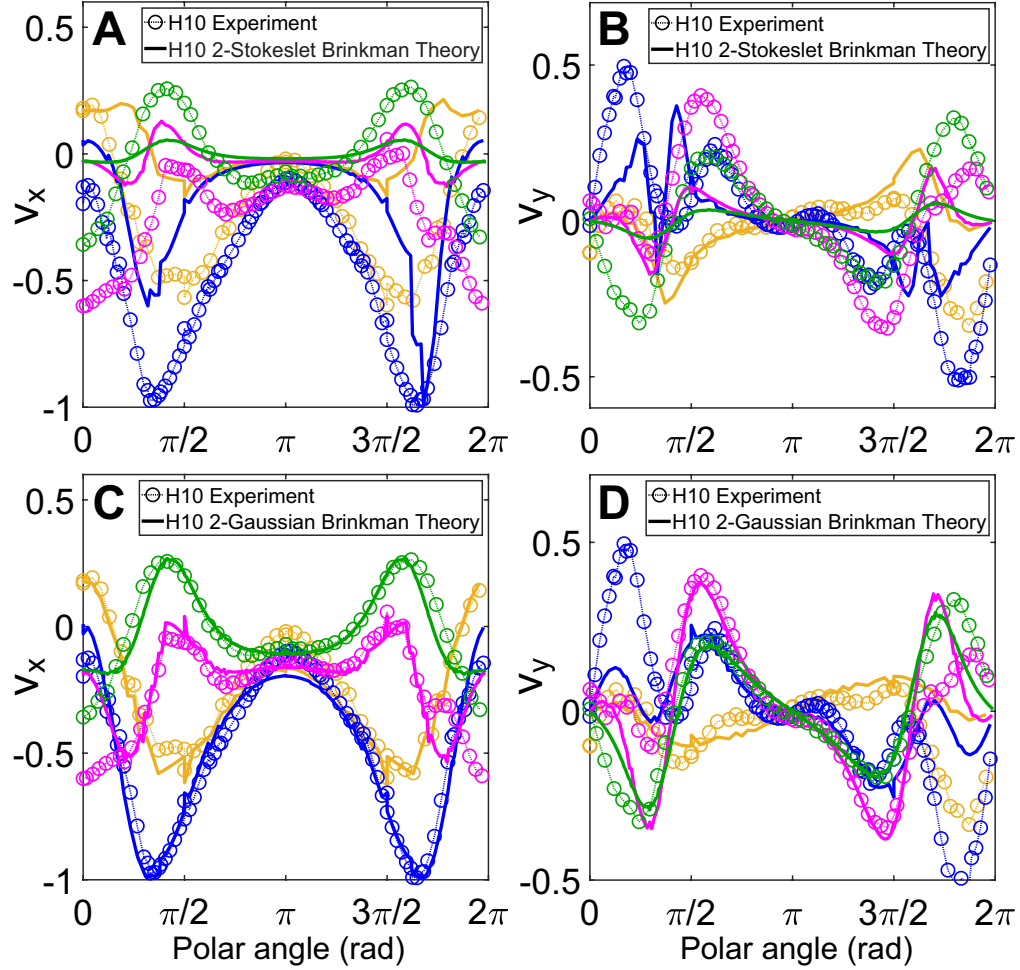 A
H10 Experiment
H10 2-Stokeslet Brinkman Theory
0.5
0
-0.5
-1
v_x
0 π/2 π 3π/2 2π
B
H10 Experiment
H10 2-Stokeslet Brinkman Theory
0.5
0
-0.5
v_y
0 π/2 π 3π/2 2π
C
H10 Experiment
H10 2-Gaussian Brinkman Theory
0.5
0
-0.5
-1
v_x
0 π/2 π 3π/2 2π
Polar angle (rad)
D
H10 Experiment
H10 2-Gaussian Brinkman Theory
0.5
0
-0.5
v_y
0 π/2 π 3π/2 2π
Polar angle (rad)